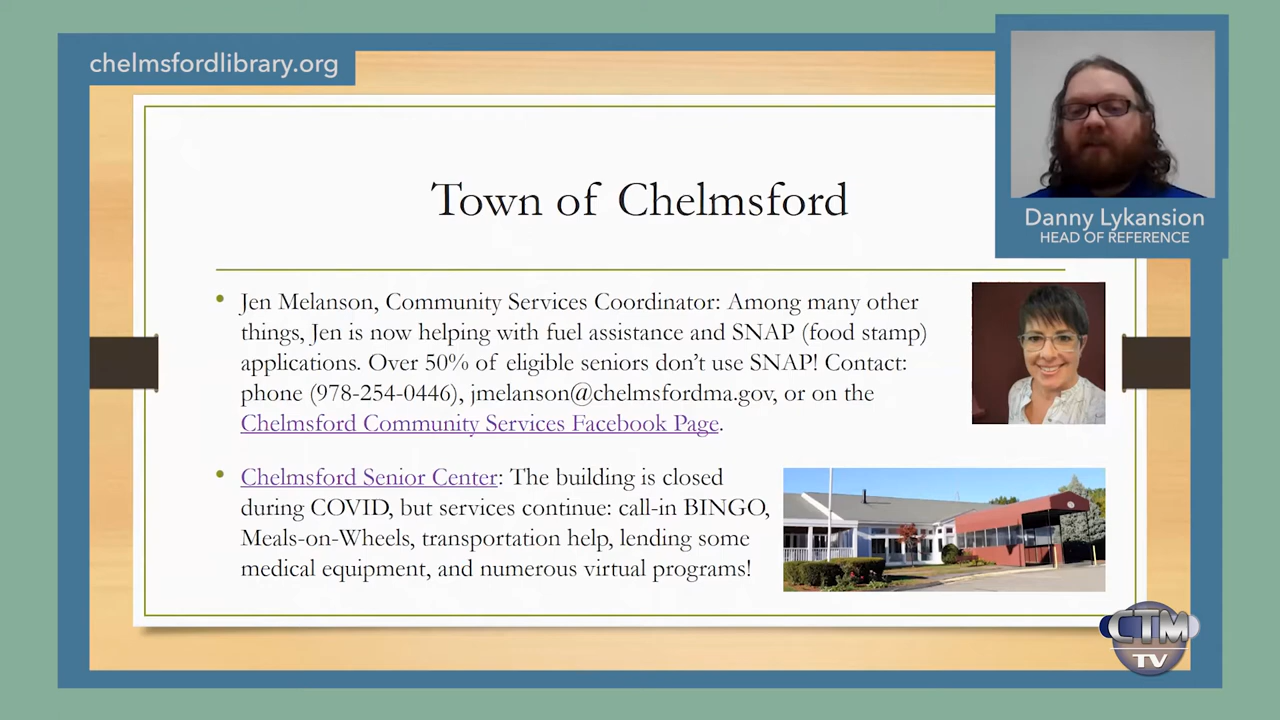 chelmsfordlibrary.org
Danny Lykansion
HEAD OF REFERENCE
Town of Chelmsford
• Jen Melanson, Community Services Coordinator: Among many other
things, Jen is now helping with fuel assistance and SNAP (food stamp)
applications. Over 50% of eligible seniors don't use SNAP! Contact:
phone (978-254-0446), jmelanson@chelmsfordma.gov, or on the
Chelmsford Community Services Facebook Page.
• Chelmsford Senior Center: The building is closed
during COVID, but services continue: call-in BINGO,
Meals-on-Wheels, transportation help, lending some
medical equipment, and numerous virtual programs!
CTM
TV